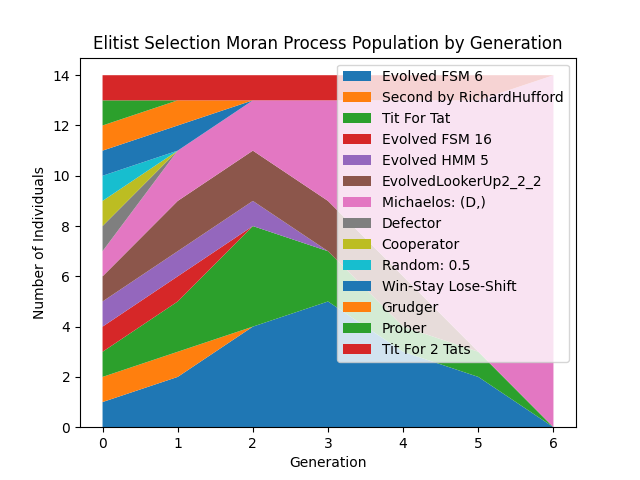 Elitist Selection Moran Process Population by Generation
Number of Individuals
14
12
10
8
6
4
2
0
Evolved FSM 6
Second by RichardHufford
Tit For Tat
Evolved FSM 16
Evolved HMM 5
EvolvedLookerUp2_2_2
Michaelos: (D,)
Defector
Cooperator
Random: 0.5
Win-Stay Lose-Shift
Grudger
Prober
Tit For 2 Tats
0 1 2 3 4 5 6
Generation